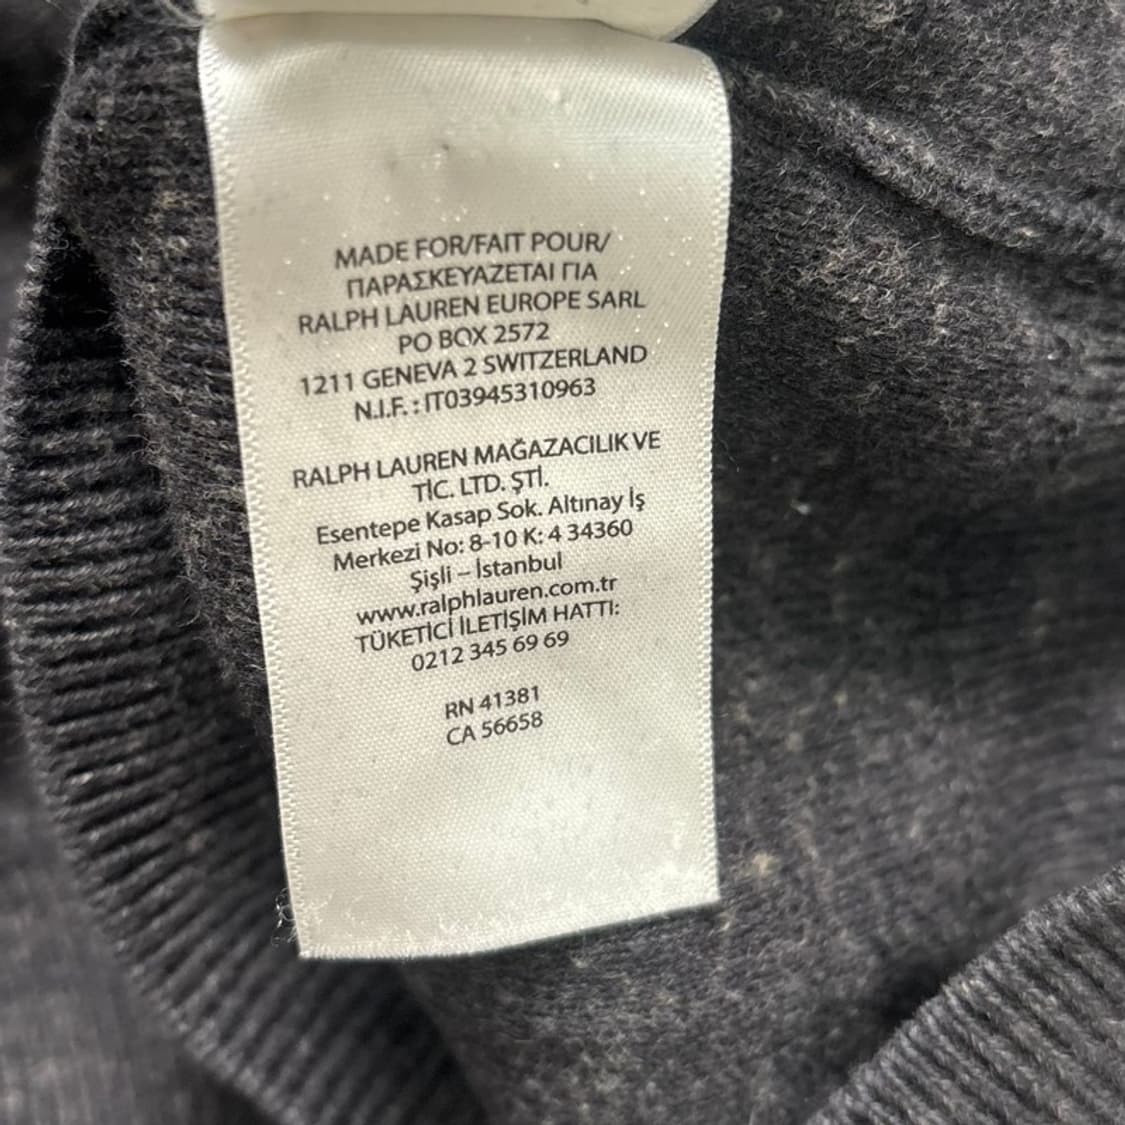 MADE FOR/FAIT POUR/
ΠΑΡΑΣΚΕΥΑΖΕΤΑΙ ΓΙΑ
RALPH LAUREN EUROPE SARL
PO BOX 2572
1211 GENEVA 2 SWITZERLAND
N.I.F. : IT03945310963
RALPH LAUREN MAĞAZACILIK VE
TİC. LTD. ŞTİ.
Esentepe Kasap Sok. Altınay İş
Merkezi No: 8-10 K: 4 34360
Şişli – İstanbul
www.ralphlauren.com.tr
TÜKETİCİ İLETİŞİM HATTI:
0212 345 69 69
RN 41381
CA 56658